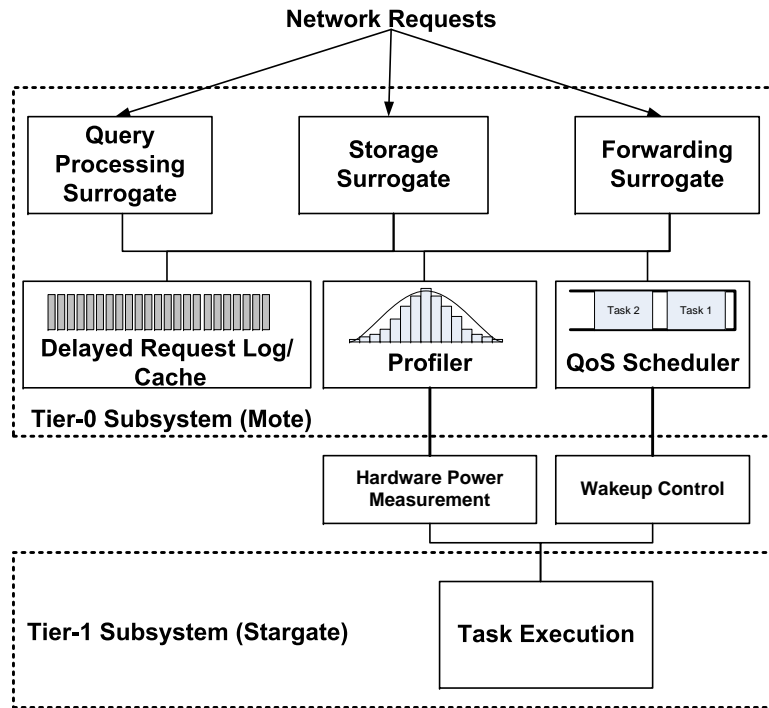 Network Requests
Query
Processing
Surrogate
Storage
Surrogate
Forwarding
Surrogate
Delayed Request Log/
Cache
Profiler
Task 2
Task 1
QoS Scheduler
Tier-0 Subsystem (Mote)
Hardware Power
Measurement
Wakeup Control
Tier-1 Subsystem (Stargate)
Task Execution